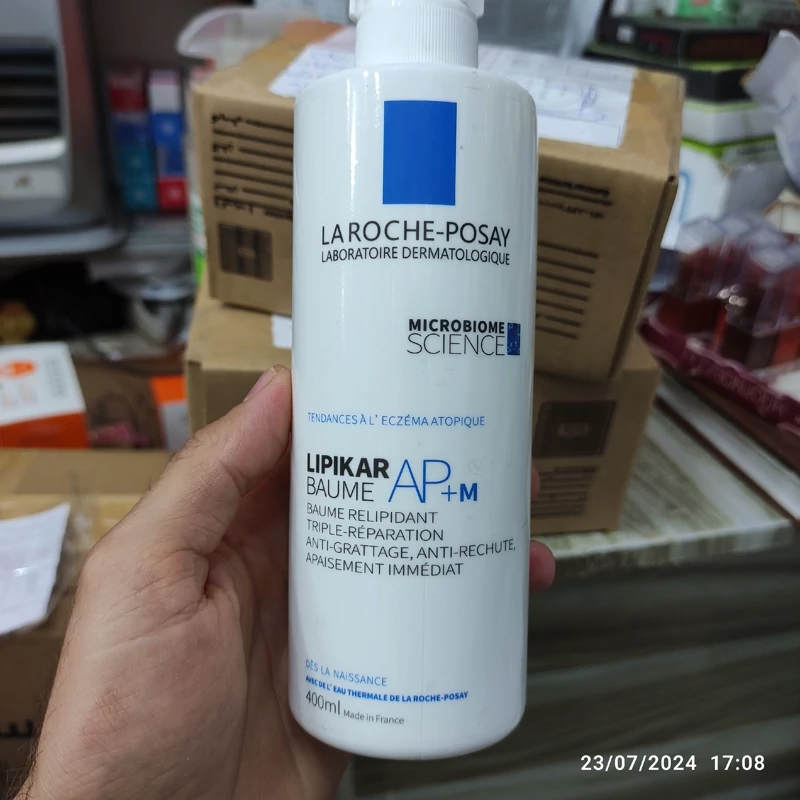 LA ROCHE-POSAY
LABORATOIRE DERMATOLOGIQUE
MICROBIOME
SCIENCE
TENDANCES À L' ECZÉMA ATOPIQUE
LIPIKAR
BAUME AP+M
BAUME RELIPIDANT
TRIPLE-RÉPARATION
ANTI-GRATTAGE, ANTI-RECHUTE,
APAISEMENT IMMÉDIAT
DÈS LA NAISSANCE
AVEC DE L' EAU THERMALE DE LA ROCHE-POSAY
400ml Made in France
23/07/2024 17:08